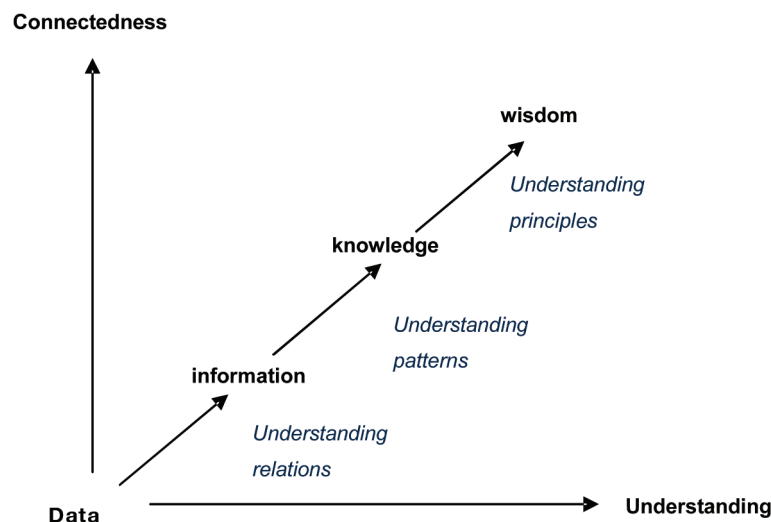 Connectedness
wisdom
Understanding
principles
knowledge
Understanding
patterns
information
Understanding
relations
Data
Understanding